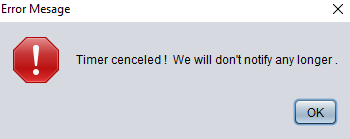 Error Mesage
Timer cenceled !  We will don't notify any longer .
OK